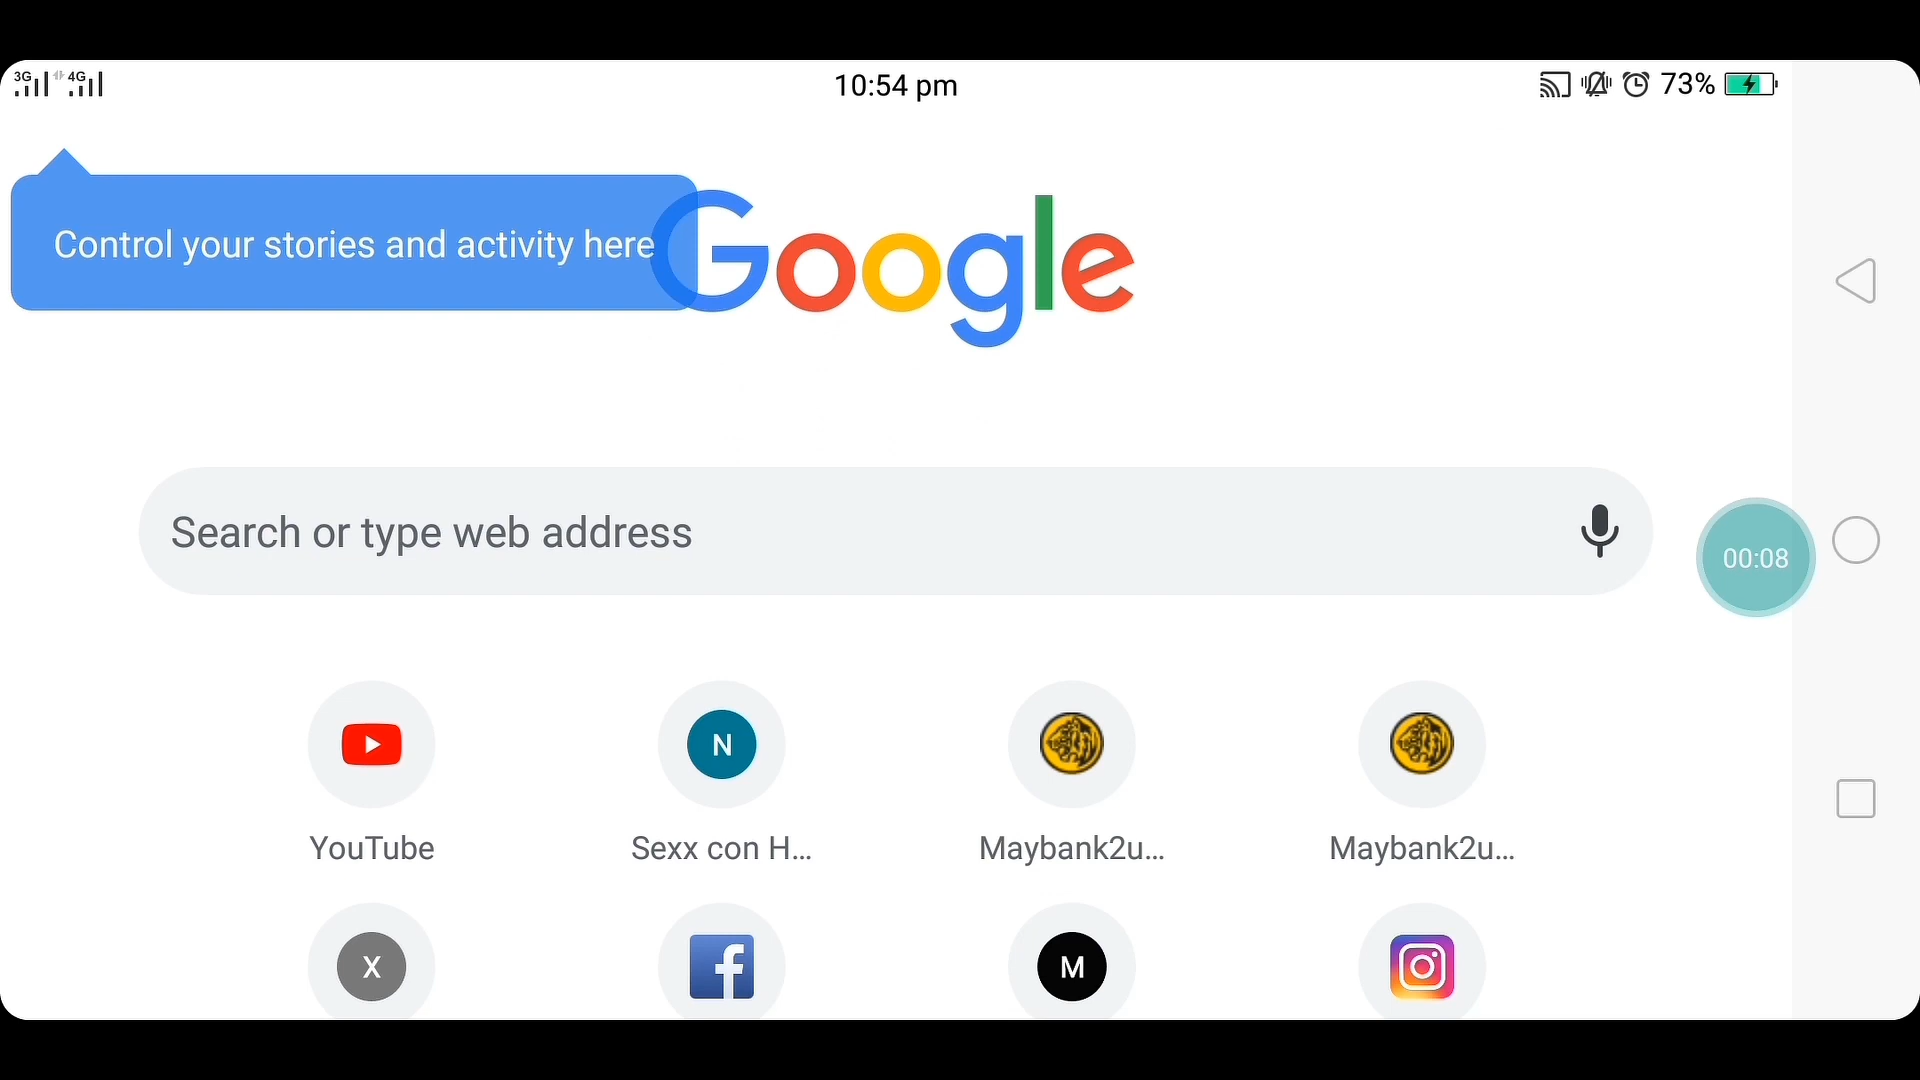 3G 4G 10:54 pm 73%
Control your stories and activity here
Google
Search or type web address
00:08
YouTube
N
Sexx con H...
Maybank2u...
Maybank2u...
X
f
M